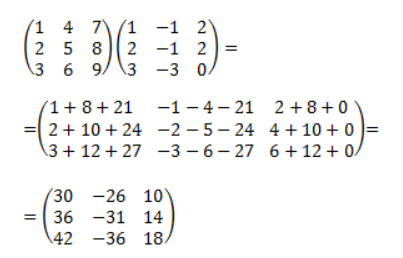 (1 4 7) (1 −1 2)
(2 5 8) (2 −1 2) =
(3 6 9) (3 −3 0)
(1 + 8 + 21 −1 − 4 − 21 2 + 8 + 0)
=(2 + 10 + 24 −2 − 5 − 24 4 + 10 + 0)=
(3 + 12 + 27 −3 − 6 − 27 6 + 12 + 0)
(30 −26 10)
= (36 −31 14)
(42 −36 18)